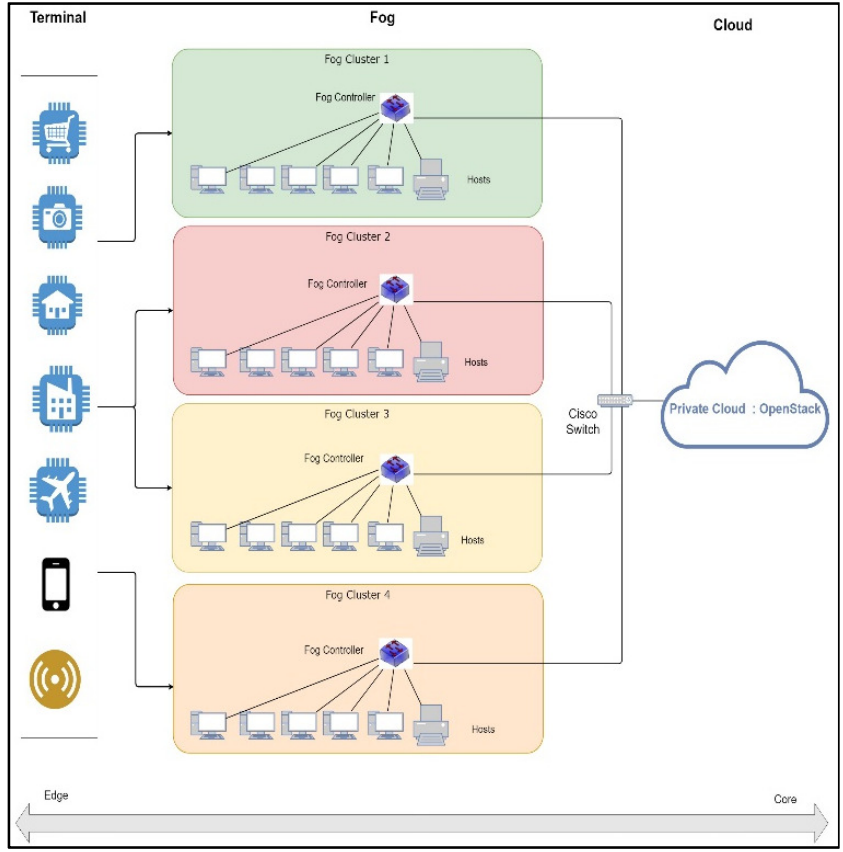 Terminal
Fog
Cloud
Fog Cluster 1
Fog Controller
Hosts
Fog Cluster 2
Fog Controller
Hosts
Cisco
Switch
Private Cloud : OpenStack
Fog Cluster 3
Fog Controller
Hosts
Fog Cluster 4
Fog Controller
Hosts
Edge
Core